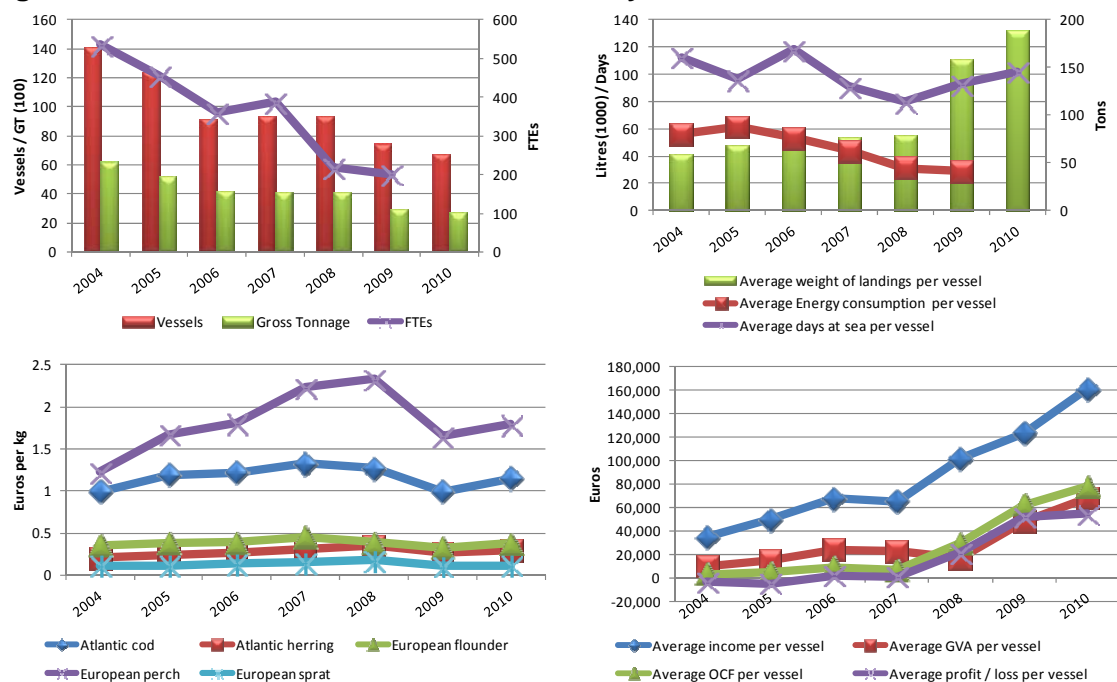 160
140
120
100
80
60
40
20
0
Vessels / GT (100)
600
500
400
300
200
100
0
FTEs
2004 2005 2006 2007 2008 2009 2010
Vessels Gross Tonnage FTEs
140
120
100
80
60
40
20
0
Litres (1000) / Days
200
150
100
50
0
Tons
2004 2005 2006 2007 2008 2009 2010
Average weight of landings per vessel
Average Energy consumption per vessel
Average days at sea per vessel
2.5
2
1.5
1
0.5
0
Euros per kg
2004 2005 2006 2007 2008 2009 2010
Atlantic cod Atlantic herring European flounder
European perch European sprat
180,000
160,000
140,000
120,000
100,000
80,000
60,000
40,000
20,000
0
-20,000
Euros
2004 2005 2006 2007 2008 2009 2010
Average income per vessel Average GVA per vessel
Average OCF per vessel Average profit / loss per vessel